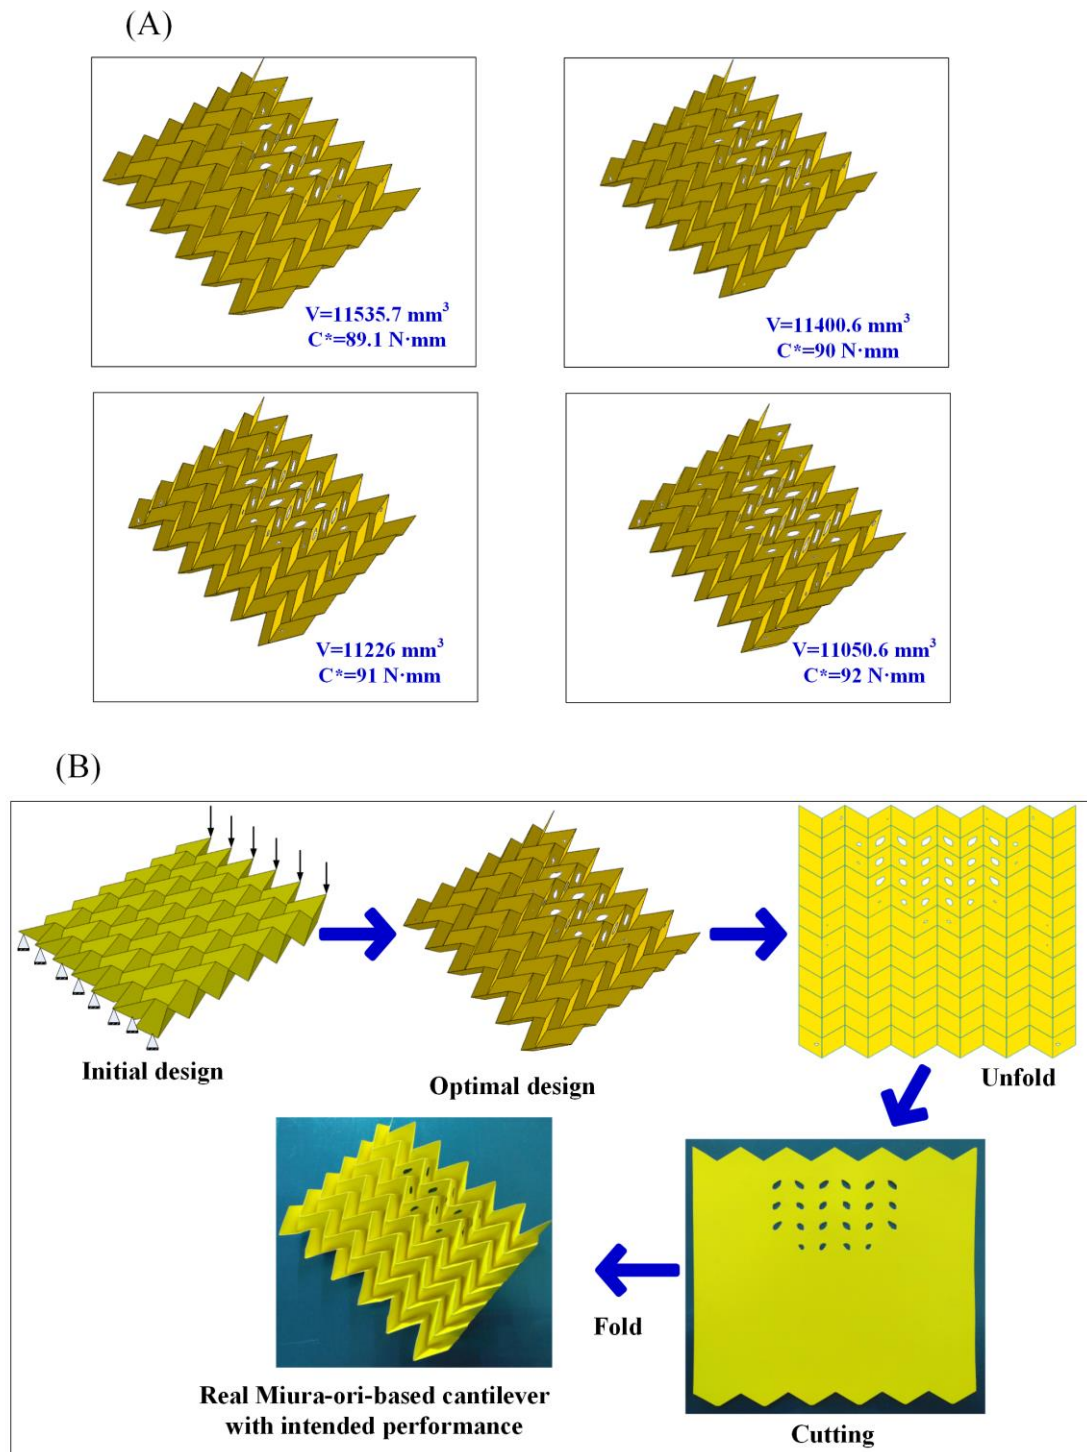 (A)
V=11535.7 mm³
C*=89.1 N·mm
V=11400.6 mm³
C*=90 N·mm
V=11226 mm³
C*=91 N·mm
V=11050.6 mm³
C*=92 N·mm
(B)
Initial design
Optimal design
Unfold
Fold
Real Miura-ori-based cantilever
with intended performance
Cutting